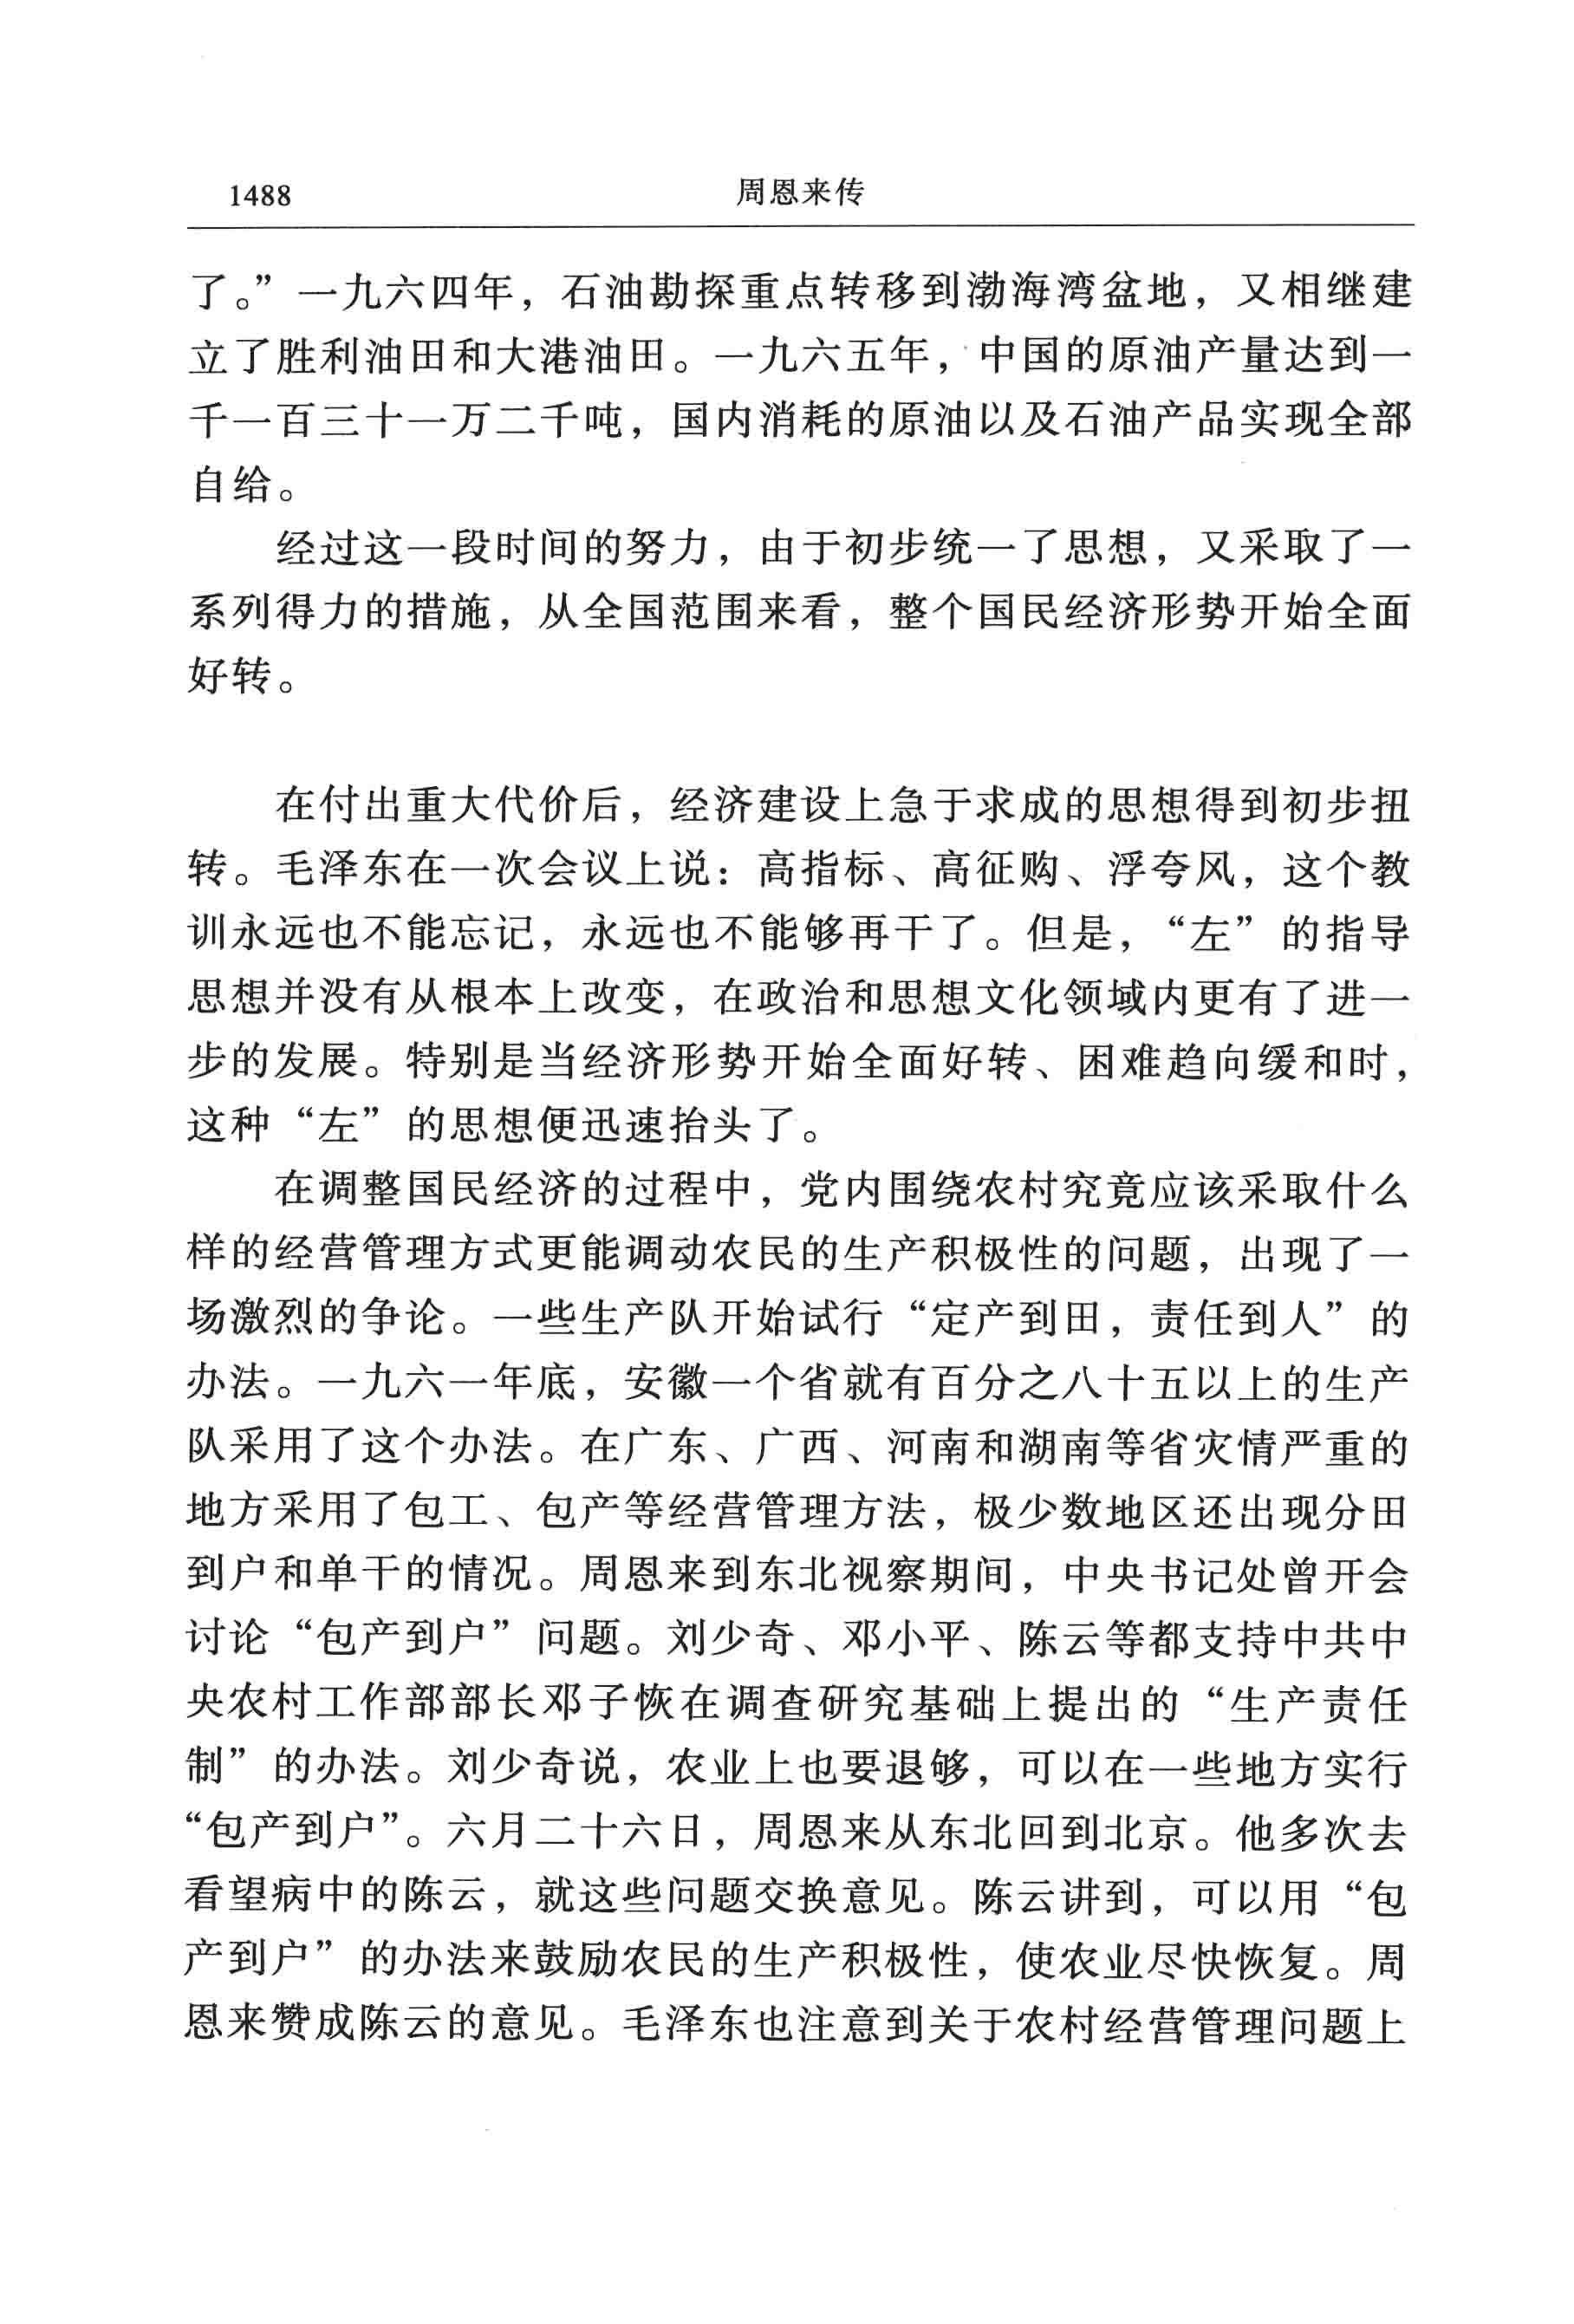 1488
周恩来传
了。”一九六四年，石油勘探重点转移到渤海湾盆地，又相继建
立了胜利油田和大港油田。一九六五年，中国的原油产量达到一
千一百三十一万二千吨，国内消耗的原油以及石油产品实现全部
自给。
经过这一段时间的努力，由于初步统一了思想，又采取了一
系列得力的措施，从全国范围来看，整个国民经济形势开始全面
好转。
在付出重大代价后，经济建设上急于求成的思想得到初步扭
转。毛泽东在一次会议上说：高指标、高征购、浮夸风，这个教
训永远也不能忘记，永远也不能够再干了。但是，“左”的指导
思想并没有从根本上改变，在政治和思想文化领域内更有了进一
步的发展。特别是当经济形势开始全面好转、困难趋向缓和时，
这种“左”的思想便迅速抬头了。
在调整国民经济的过程中，党内围绕农村究竟应该采取什么
样的经营管理方式更能调动农民的生产积极性的问题，出现了一
场激烈的争论。一些生产队开始试行“定产到田，责任到人”的
办法。一九六一年底，安徽一个省就有百分之八十五以上的生产
队采用了这个办法。在广东、广西、河南和湖南等省灾情严重的
地方采用了包工、包产等经营管理方法，极少数地区还出现分田
到户和单干的情况。周恩来到东北视察期间，中央书记处曾开会
讨论“包产到户”问题。刘少奇、邓小平、陈云等都支持中共中
央农村工作部部长邓子恢在调查研究基础上提出的“生产责任
制”的办法。刘少奇说，农业上也要退够，可以在一些地方实行
“包产到户”。六月二十六日，周恩来从东北回到北京。他多次去
看望病中的陈云，就这些问题交换意见。陈云讲到，可以用“包
产到户”的办法来鼓励农民的生产积极性，使农业尽快恢复。周
恩来赞成陈云的意见。毛泽东也注意到关于农村经营管理问题上